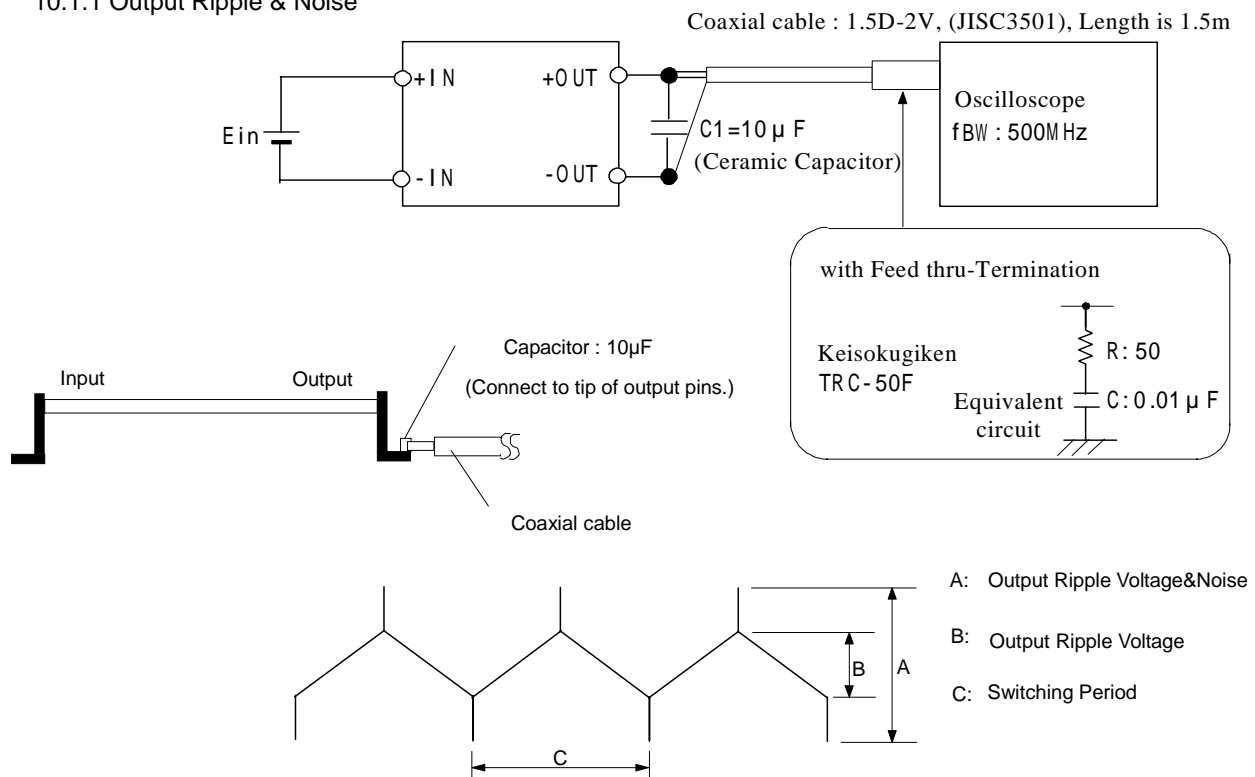 10.1.1 Output Ripple & Noise
Coaxial cable : 1.5D-2V, (JISC3501), Length is 1.5m
+IN
+OUT
Ein
C1=10μF
(Ceramic Capacitor)
-IN
-OUT
Oscilloscope
fBW : 500MHz
with Feed thru-Termination
Keisokugiken
TRC-50F
R: 50
Equivalent
circuit
C:0.01μF
Capacitor : 10µF
(Connect to tip of output pins.)
Input
Output
Coaxial cable
A: Output Ripple Voltage&Noise
B: Output Ripple Voltage
C: Switching Period
B
A
C